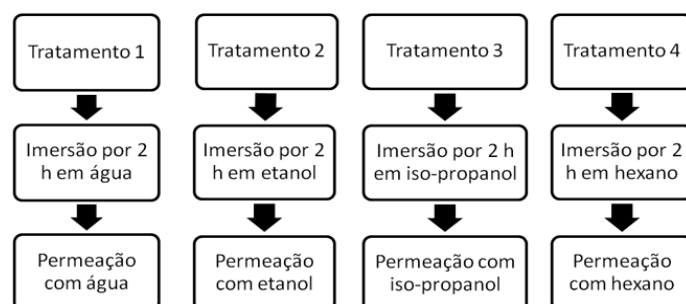 Tratamento 1
Tratamento 2
Tratamento 3
Tratamento 4
Imersão por 2
h em água
Imersão por 2
h em etanol
Imersão por 2 h
em iso-propanol
Imersão por 2
h em hexano
Permeação
com água
Permeação
com etanol
Permeação com
iso-propanol
Permeação
com hexano